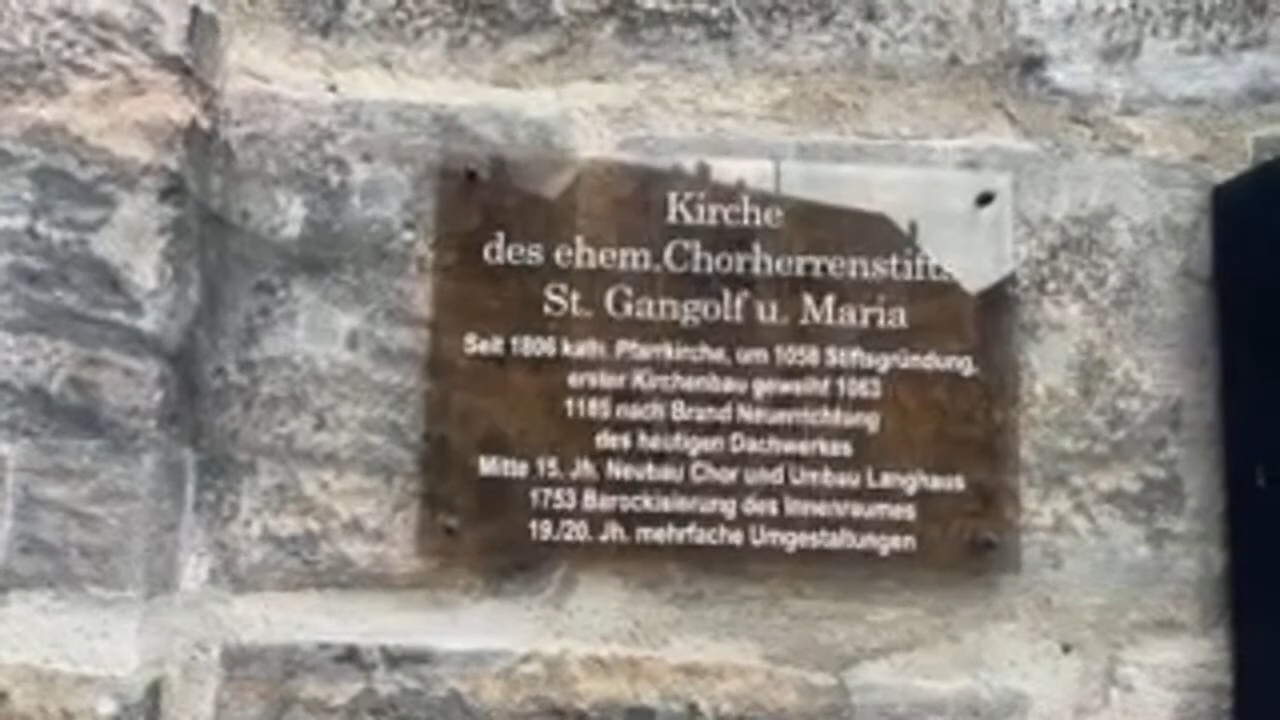 Kirche
des ehem.Chorherrenstifts
St. Gangolf u. Maria
Seit 1806 kath. Pfarrkirche, um 1058 Stiftsgründung,
erster Kirchenbau geweiht 1063
1185 nach Brand Neuerrichtung
des heutigen Dachwerkes
Mitte 15. Jh. Neubau Chor und Umbau Langhaus
1753 Barockisierung des Innenraumes
19./20. Jh. mehrfache Umgestaltungen